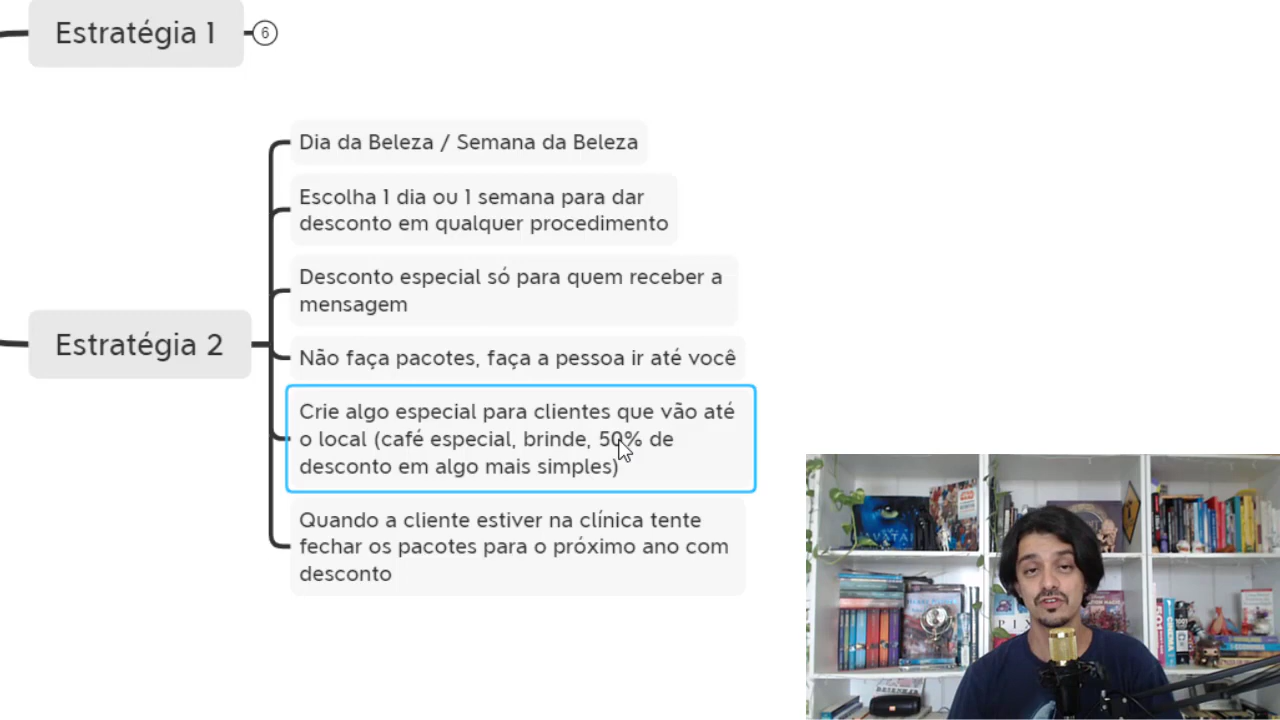 Estratégia 1
6
Dia da Beleza / Semana da Beleza
Escolha 1 dia ou 1 semana para dar
desconto em qualquer procedimento
Desconto especial só para quem receber a
mensagem
Estratégia 2
Não faça pacotes, faça a pessoa ir até você
Crie algo especial para clientes que vão até
o local (café especial, brinde, 50% de
desconto em algo mais simples)
Quando a cliente estiver na clínica tente
fechar os pacotes para o próximo ano com
desconto